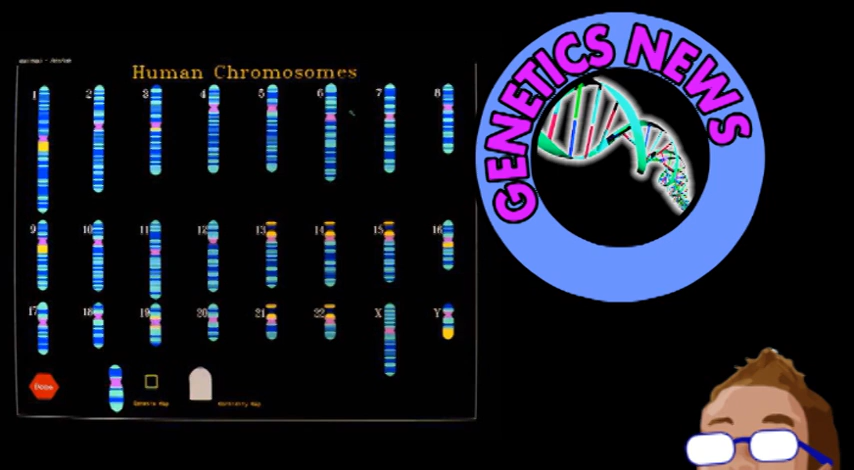 Human Chromosomes
GENETICS NEWS
1 2 3 4 5 6 7 8
9 10 11 12 13 14 15 16
17 18 19 20 21 22 X Y